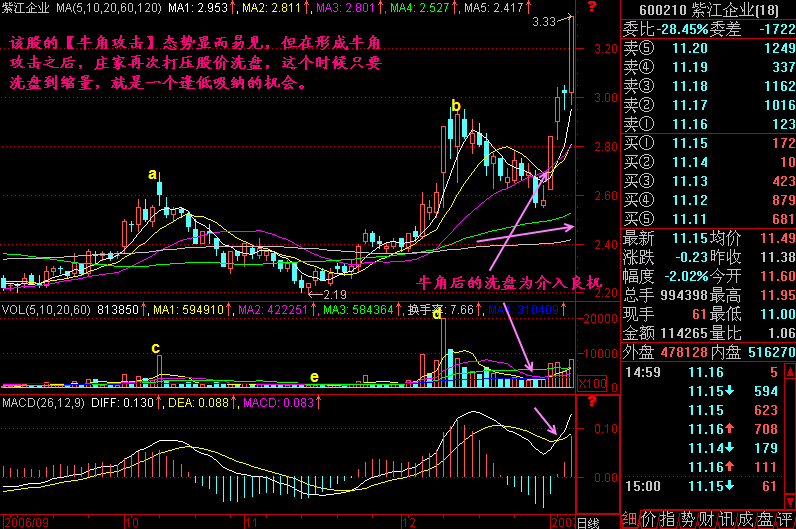 紫江企业 MA(5,10,20,60,120) MA1: 2.953↑, MA2: 2.811↑, MA3: 2.801↑, MA4: 2.527↑, MA5: 2.417↑
?
3.33
该股的【牛角攻击】态势显而易见，但在形成牛角
攻击之后，庄家再次打压股价洗盘，这个时候只要
洗盘到缩量，就是一个逢低吸纳的机会。
3.20
3.00
2.80
2.60
2.40
2.20
a
b
2.19
牛角后的洗盘为介入良机
VOL(5,10,20,60) 813850↑, MA1: 594910↑, MA2: 422251↑, MA3: 584364↑, 换手率: 7.66↑,
c
d
e
20000
10000
X100
0
MACD(26,12,9) DIFF: 0.130↑, DEA: 0.088↑, MACD: 0.083↑
?
0.10
0.00
2006/09
10
11
12
2007
日线
600210 紫江企业(18)
委比 -28.45% 委差 -1722
卖⑤ 11.20 1249
卖④ 11.19 337
卖③ 11.18 1162
卖② 11.17 1016
卖① 11.16 123
买① 11.15 172
买② 11.14 10
买③ 11.13 423
买④ 11.12 879
买⑤ 11.11 681
最新 11.15 均价 11.49
涨跌 -0.23 昨收 11.38
幅度 -2.02% 今开 11.60
总手 994398 最高 11.95
现手 61 最低 11.00
金额 114265 量比 1.06
外盘 478128 内盘 516270
14:59 11.16 5
11.15↓ 594
11.15 623
11.16↑ 708
11.14↓ 179
11.16↑ 111
15:00 11.15↓ 61
细价指势财讯成盘评